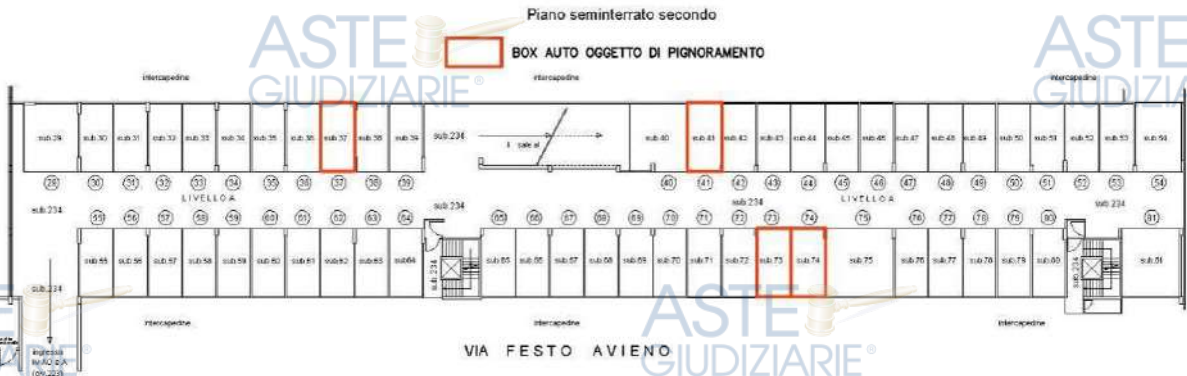 Piano seminterrato secondo
BOX AUTO OGGETTO DI PIGNORAMENTO
ASTE
GIUDIZIARIE®
ASTE
intercapedine
intercapedine
intercapedine
sub.29 sub.30 sub.31 sub.32 sub.33 sub.34 sub.35 sub.36 sub.37 sub.38 sub.39 sub.234 sale al sub.40 sub.41 sub.42 sub.43 sub.44 sub.45 sub.46 sub.47 sub.48 sub.49 sub.50 sub.51 sub.52 sub.53 sub.54
29 30 31 32 33 34 35 36 37 38 39 40 41 42 43 44 45 46 47 48 49 50 51 52 53 54
LIVELLO A
LIVELLO A
sub.234 sub.234 sub.234 sub.234
55 56 57 58 59 60 61 62 63 64 65 66 67 68 69 70 71 72 73 74 75 76 77 78 79 80 81
sub.55 sub.56 sub.57 sub.58 sub.59 sub.60 sub.61 sub.62 sub.63 sub.64 sub.234 sub.65 sub.66 sub.67 sub.68 sub.69 sub.70 sub.71 sub.72 sub.73 sub.74 sub.75 sub.76 sub.77 sub.78 sub.79 sub.80 sub.234 sub.81
sub.234
intercapedine
intercapedine
intercapedine
ASTE
GIUDIZIARIE®
VIA FESTO AVIENO
ingresso